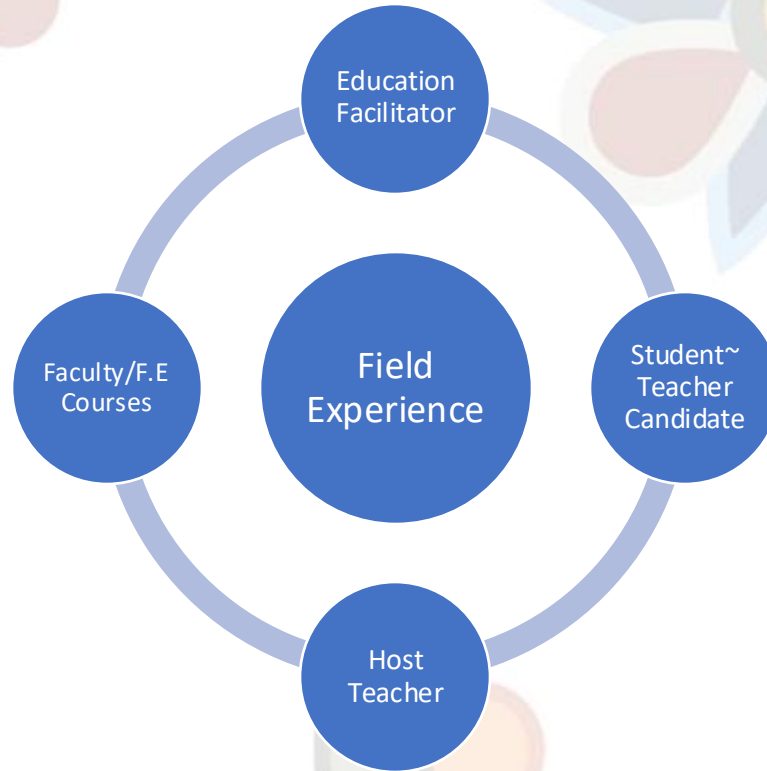 Education
Facilitator
Faculty/F.E
Courses
Field
Experience
Student~
Teacher
Candidate
Host
Teacher